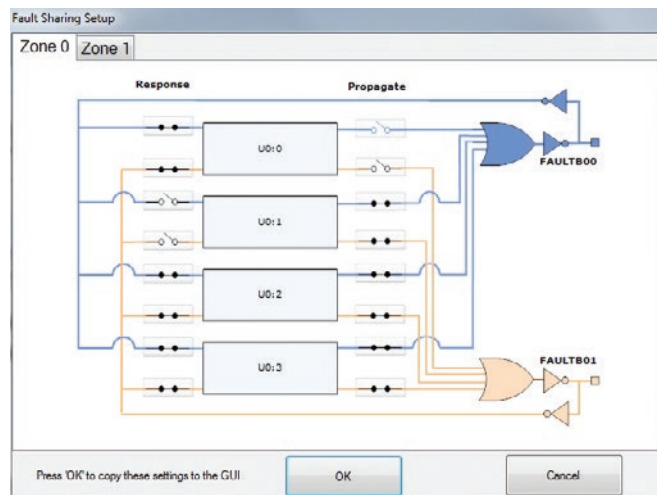 Fault Sharing Setup
Zone 0 Zone 1
Response Propagate
U0:0
FAULTB00
U0:1
U0:2
U0:3
FAULTB01
Press 'OK' to copy these settings to the GUI
OK
Cancel